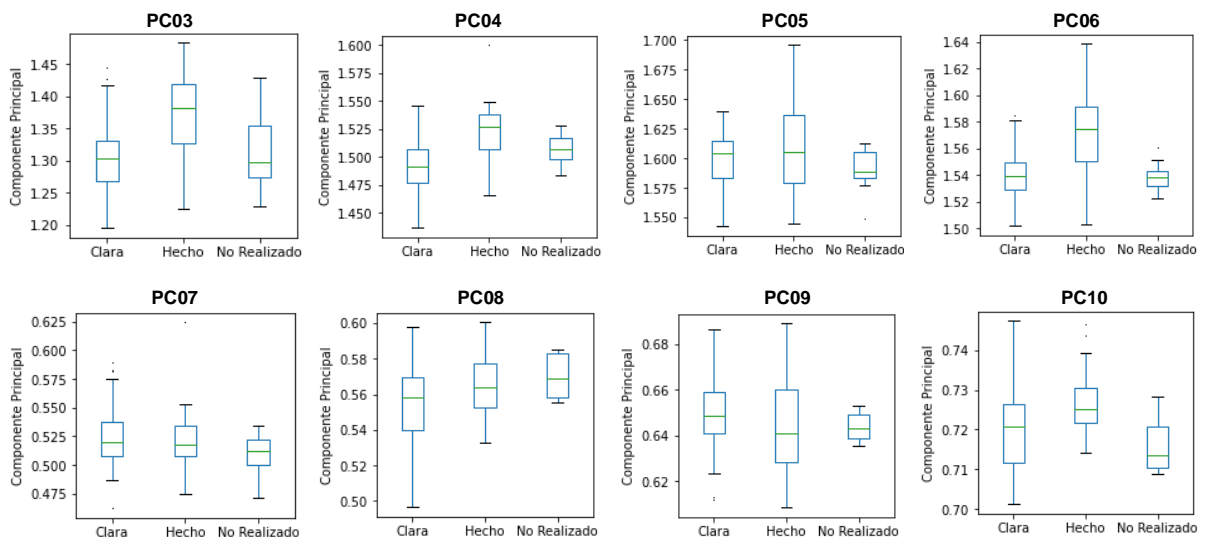 PC03
PC04
PC05
PC06
Componente Principal
1.45
1.40
1.35
1.30
1.25
1.20
Clara Hecho No Realizado
Componente Principal
1.600
1.575
1.550
1.525
1.500
1.475
1.450
Clara Hecho No Realizado
Componente Principal
1.700
1.675
1.650
1.625
1.600
1.575
1.550
Clara Hecho No Realizado
Componente Principal
1.64
1.62
1.60
1.58
1.56
1.54
1.52
1.50
Clara Hecho No Realizado
PC07
PC08
PC09
PC10
Componente Principal
0.625
0.600
0.575
0.550
0.525
0.500
0.475
Clara Hecho No Realizado
Componente Principal
0.60
0.58
0.56
0.54
0.52
0.50
Clara Hecho No Realizado
Componente Principal
0.68
0.66
0.64
0.62
Clara Hecho No Realizado
Componente Principal
0.74
0.73
0.72
0.71
0.70
Clara Hecho No Realizado